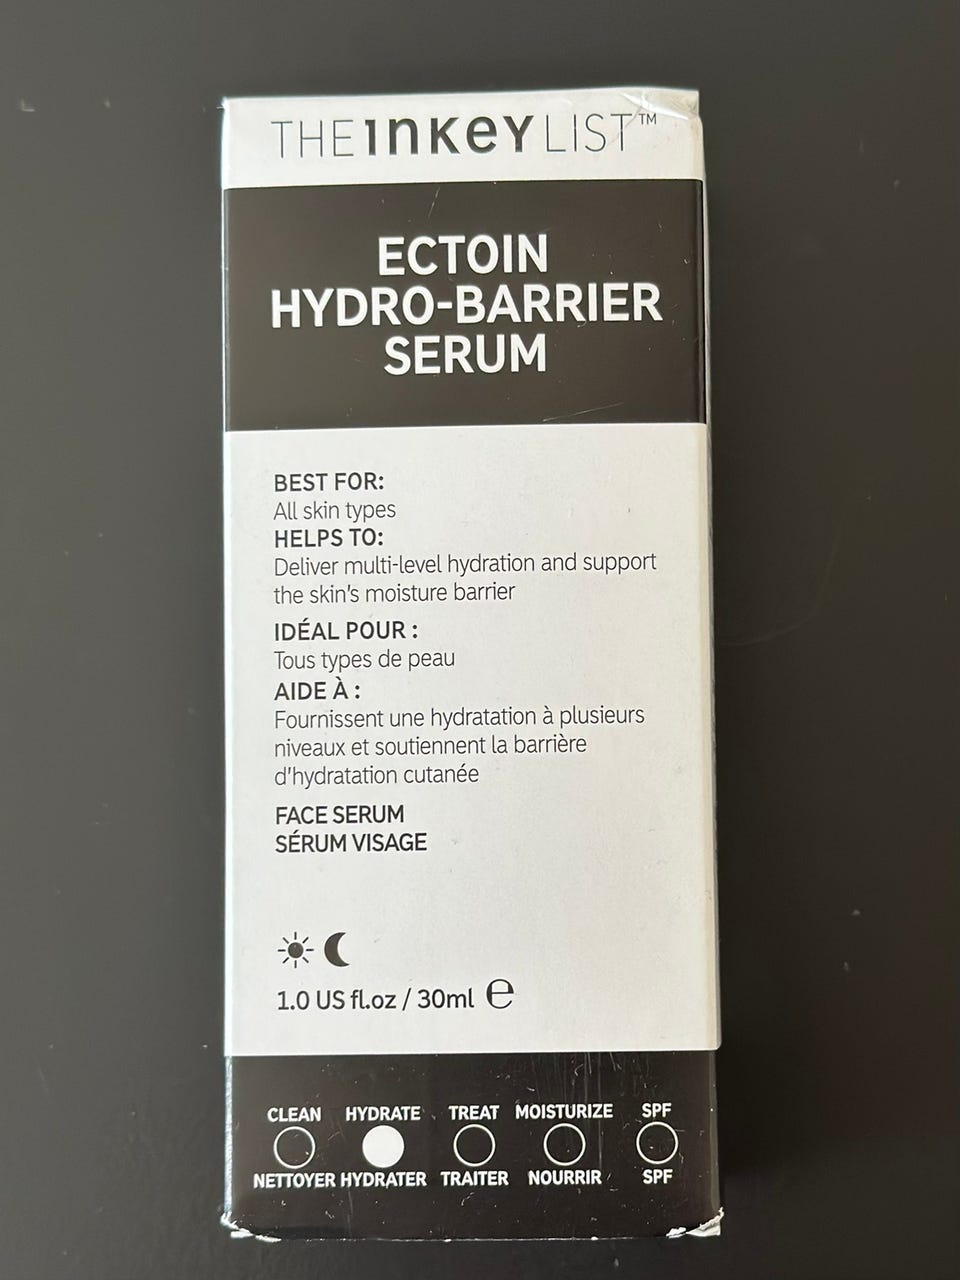 THE INKEY LIST™
ECTOIN
HYDRO-BARRIER
SERUM
BEST FOR:
All skin types
HELPS TO:
Deliver multi-level hydration and support
the skin's moisture barrier
IDÉAL POUR :
Tous types de peau
AIDE À :
Fournissent une hydratation à plusieurs
niveaux et soutiennent la barrière
d'hydratation cutanée
FACE SERUM
SÉRUM VISAGE
1.0 US fl.oz / 30ml ℮
CLEAN HYDRATE TREAT MOISTURIZE SPF
NETTOYER HYDRATER TRAITER NOURRIR SPF